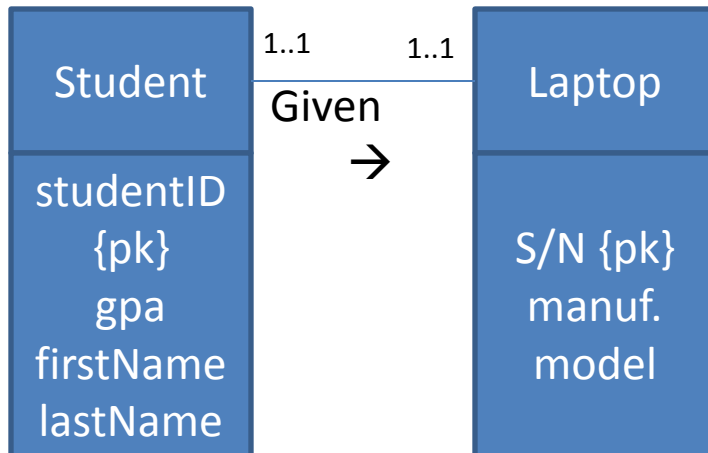 Student
1..1
1..1
Given
→
Laptop
studentID
{pk}
gpa
firstName
lastName
S/N {pk}
manuf.
model